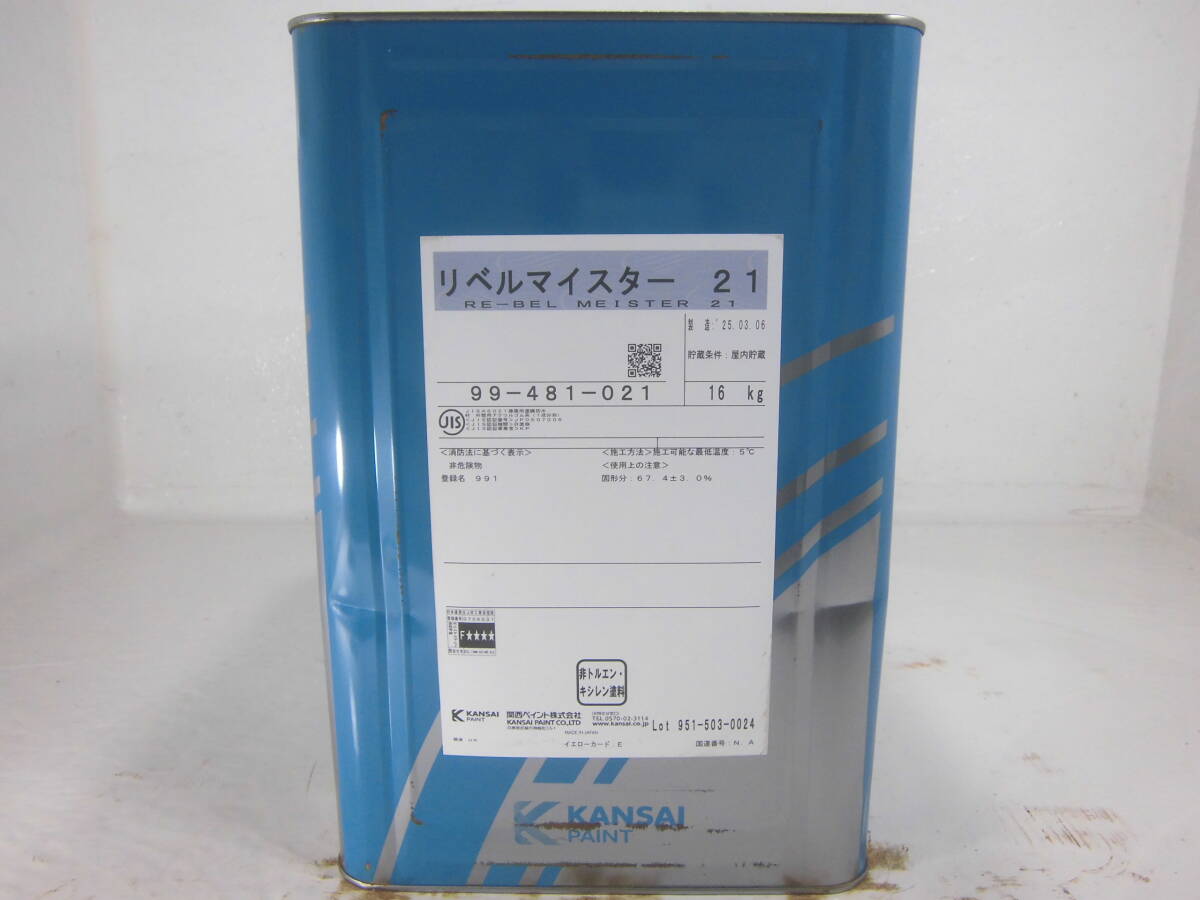 リベルマイスター 21
RE-BEL MEISTER 21
製造:'25.03.06
貯蔵条件:屋内貯蔵
99-481-021
16 kg
JIS
<消防法に基づく表示>
非危険物
登録名 991
<施工方法>施工可能な最低温度:5℃
<使用上の注意>
固形分:67.4±3.0%
F★★★★
非トルエン・
キシレン塗料
KANSAI
PAINT
関西ペイント株式会社
KANSAI PAINT CO.,LTD
TEL.0570-02-3114
www.kansai.co.jp
Lot 951-503-0024
MADE IN JAPAN
イエローカード:E
国連番号:N.A
KANSAI
PAINT